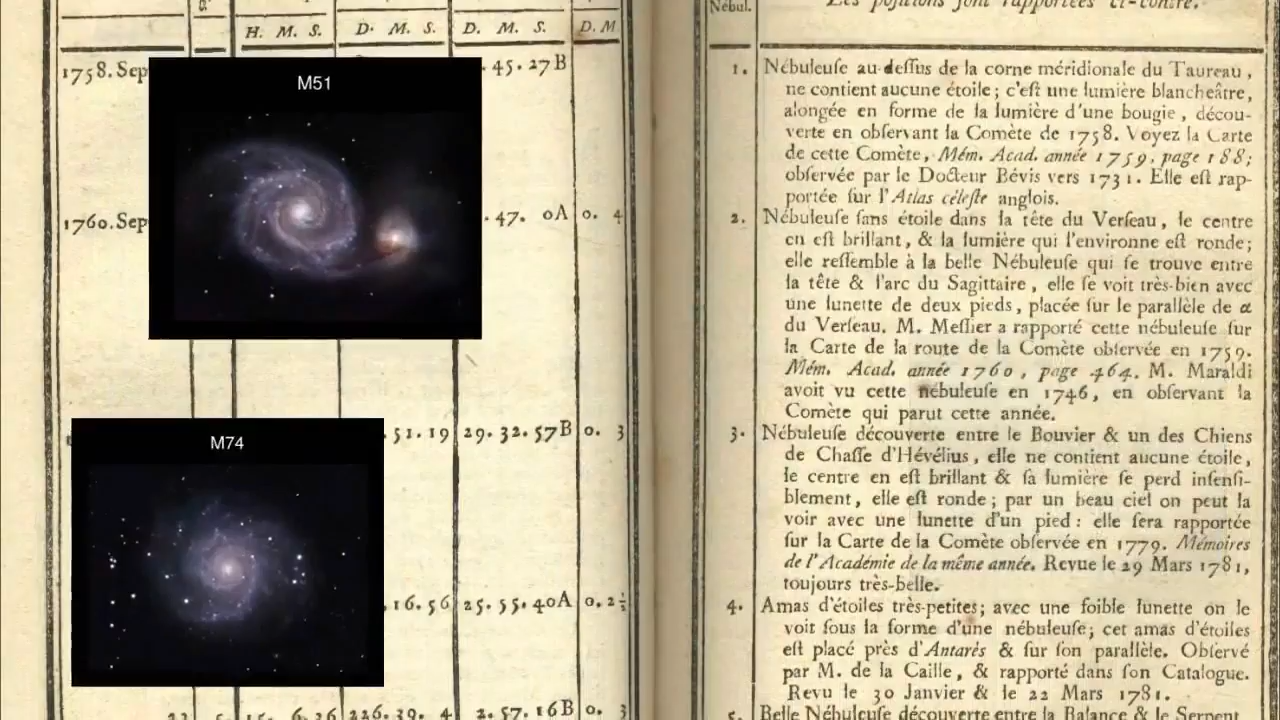 Nébul.
Les positions sont rapportées ci-contre.
H. M. S.
D. M. S.
D. M. S.
D. M
1758. Sep
45. 27 B
M51
1760. Sep
47. 0A
0. 4
M74
51. 19
29. 32. 57B
0. 3
16. 56
25. 55. 40A
0. 2½
15. 6. 36
226. 39. 4
2. 57. 16B
0. 3
1. Nébuleuſe au-deſſus de la corne méridionale du Taureau,
ne contient aucune étoile; c'eſt une lumière blancheâtre,
alongée en forme de la lumière d'une bougie, décou-
verte en obſervant la Comète de 1758. Voyez la Carte
de cette Comète, Mém. Acad. année 1759, page 188;
obſervée par le Docteur Bévis vers 1731. Elle eſt rap-
portée ſur l'Atlas céleſte anglois.
2. Nébuleuſe ſans étoile dans la tête du Verſeau, le centre
en eſt brillant, & la lumière qui l'environne eſt ronde;
elle reſſemble à la belle Nébuleuſe qui ſe trouve entre
la tête & l'arc du Sagittaire, elle ſe voit très-bien avec
une lunette de deux pieds, placée ſur le parallèle de α
du Verſeau. M. Meſſier a rapporté cette nébuleuſe ſur
la Carte de la route de la Comète obſervée en 1759.
Mém. Acad. année 1760, page 464. M. Maraldi
avoit vu cette nébuleuſe en 1746, en obſervant la
Comète qui parut cette année.
3. Nébuleuſe découverte entre le Bouvier & un des Chiens
de Chaſſe d'Hévélius, elle ne contient aucune étoile,
le centre en eſt brillant & ſa lumière ſe perd inſenſi-
blement, elle eſt ronde; par un beau ciel on peut la
voir avec une lunette d'un pied: elle ſera rapportée
ſur la Carte de la Comète obſervée en 1779. Mémoires
de l'Académie de la même année. Revue le 29 Mars 1781,
toujours très-belle.
4. Amas d'étoiles très-petites; avec une foible lunette on le
voit ſous la forme d'une nébuleuſe; cet amas d'étoiles
eſt placé près d'Antarès & ſur ſon parallèle. Obſervé
par M. de la Caille, & rapporté dans ſon Catalogue.
Revu le 30 Janvier & le 22 Mars 1781.
5. Belle Nébuleuſe découverte entre la Balance & le Serpent